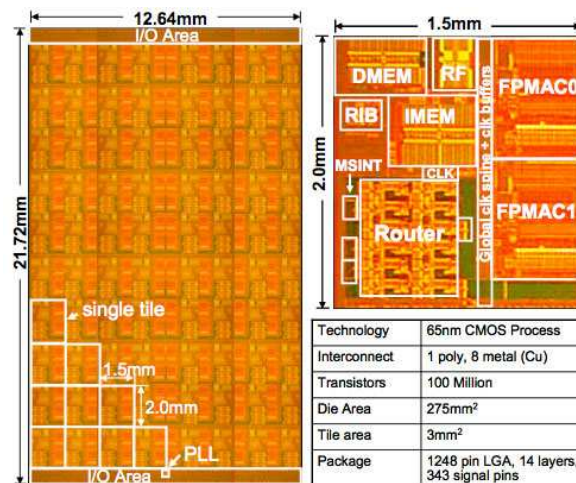 12.64mm
I/O Area
21.72mm
single tile
1.5mm
2.0mm
PLL
I/O Area
1.5mm
2.0mm
DMEM
RF
RIB
IMEM
MSINT
CLK
Router
Global clk spine + clk buffers
FPMAC0
FPMAC1
Technology 65nm CMOS Process
Interconnect 1 poly, 8 metal (Cu)
Transistors 100 Million
Die Area 275mm²
Tile area 3mm²
Package 1248 pin LGA, 14 layers,
343 signal pins